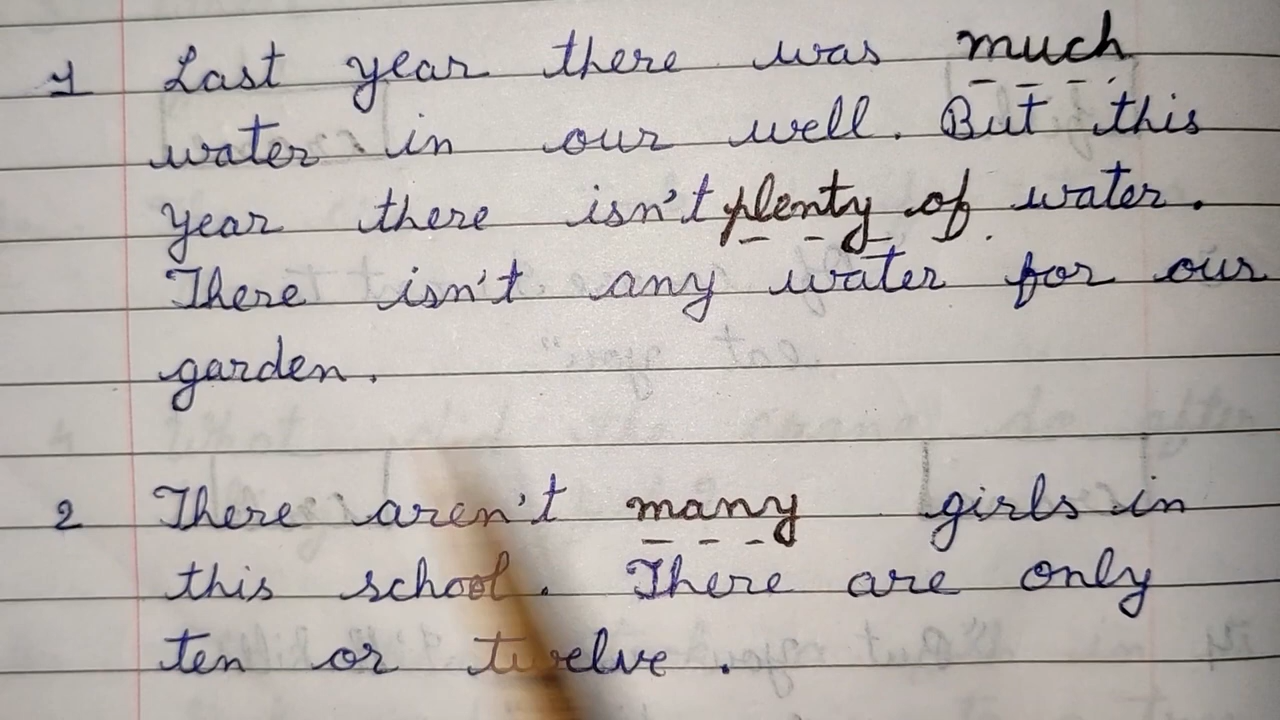 1 Last year there was much
water in our well. But this
year there isn't plenty of water.
There isn't any water for our
garden.
2 There aren't many girls in
this school. There are only
ten or twelve.